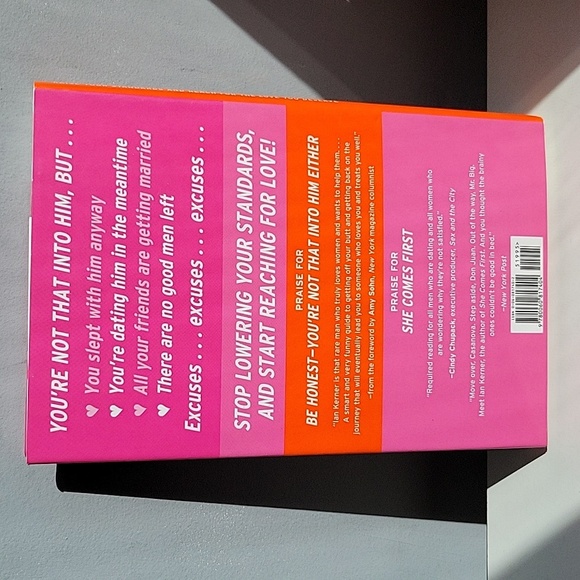 YOU'RE NOT THAT INTO HIM, BUT . . .
You slept with him anyway
You're dating him in the meantime
All your friends are getting married
There are no good men left
Excuses . . . . excuses . . . . excuses . . . .
STOP LOWERING YOUR STANDARDS,
AND START REACHING FOR LOVE!
PRAISE FOR
BE HONEST—YOU'RE NOT THAT INTO HIM EITHER
"Ian Kerner is that rare man who truly loves women and wants to help them. . . .
A smart and very funny guide to getting off your butt and getting back on the
journey that will eventually lead you to someone who loves you and treats you well."
—from the foreword by Amy Sohn, New York magazine columnist
PRAISE FOR
SHE COMES FIRST
"Required reading for all men who are dating and all women who
are wondering why they're not satisfied."
—Cindy Chupack, executive producer, Sex and the City
"Move over, Casanova. Step aside, Don Juan. Out of the way, Mr. Big.
Meet Ian Kerner, the author of She Comes First. And you thought the brainy
ones couldn't be good in bed."
—New York Post